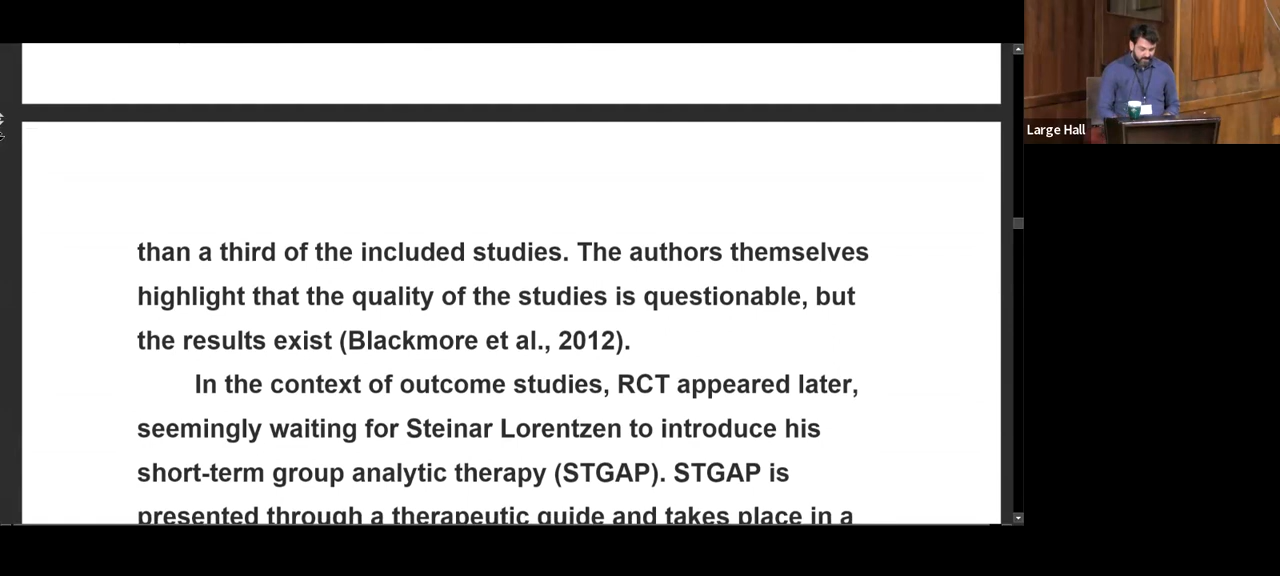 than a third of the included studies. The authors themselves
highlight that the quality of the studies is questionable, but
the results exist (Blackmore et al., 2012).
In the context of outcome studies, RCT appeared later,
seemingly waiting for Steinar Lorentzen to introduce his
short-term group analytic therapy (STGAP). STGAP is
presented through a therapeutic guide and takes place in a
Large Hall